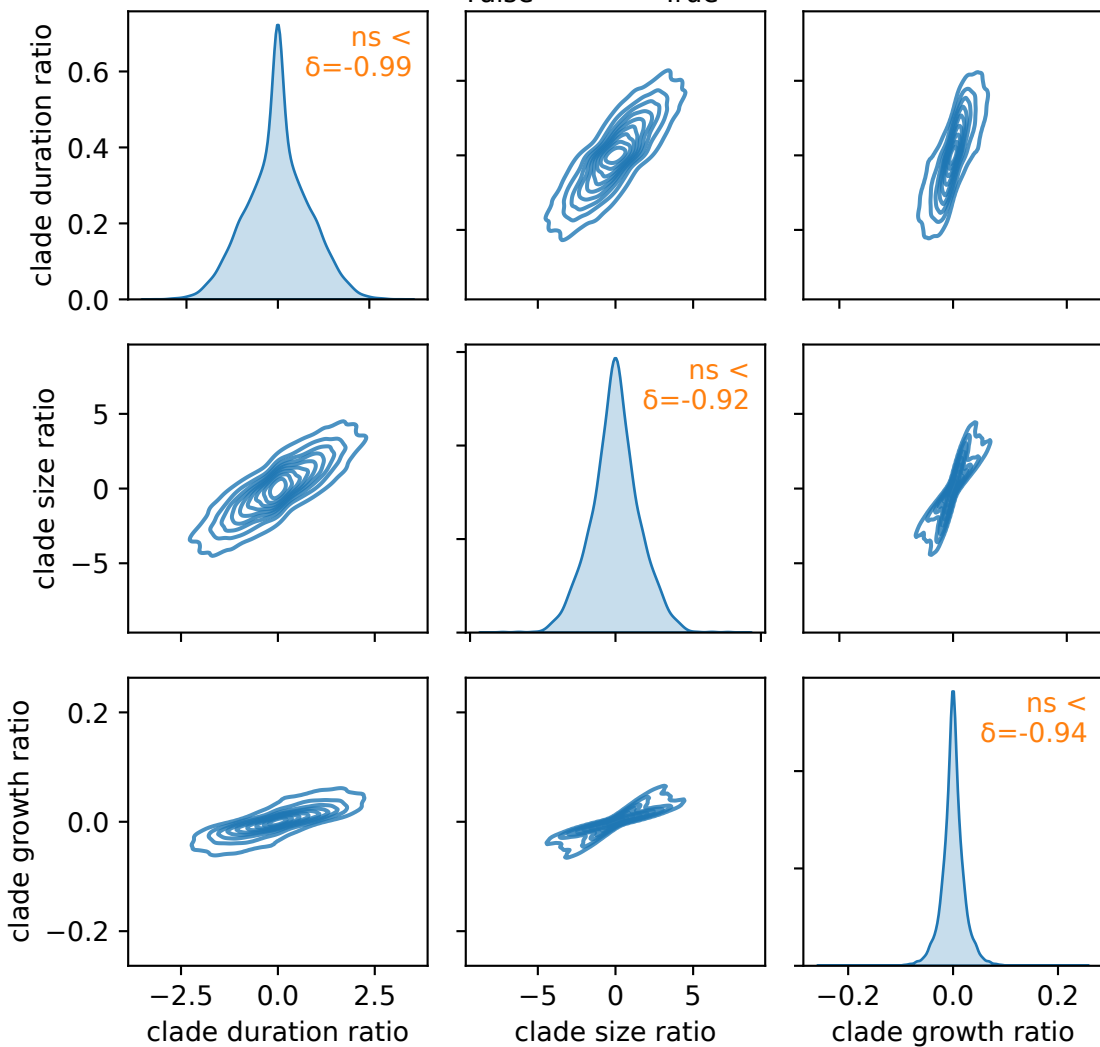 clade duration ratio
0.6
0.4
0.2
0.0
ns <
δ=-0.99
clade size ratio
5
0
−5
ns <
δ=-0.92
clade growth ratio
0.2
0.0
−0.2
ns <
δ=-0.94
−2.5 0.0 2.5
−5 0 5
−0.2 0.0 0.2
clade duration ratio
clade size ratio
clade growth ratio